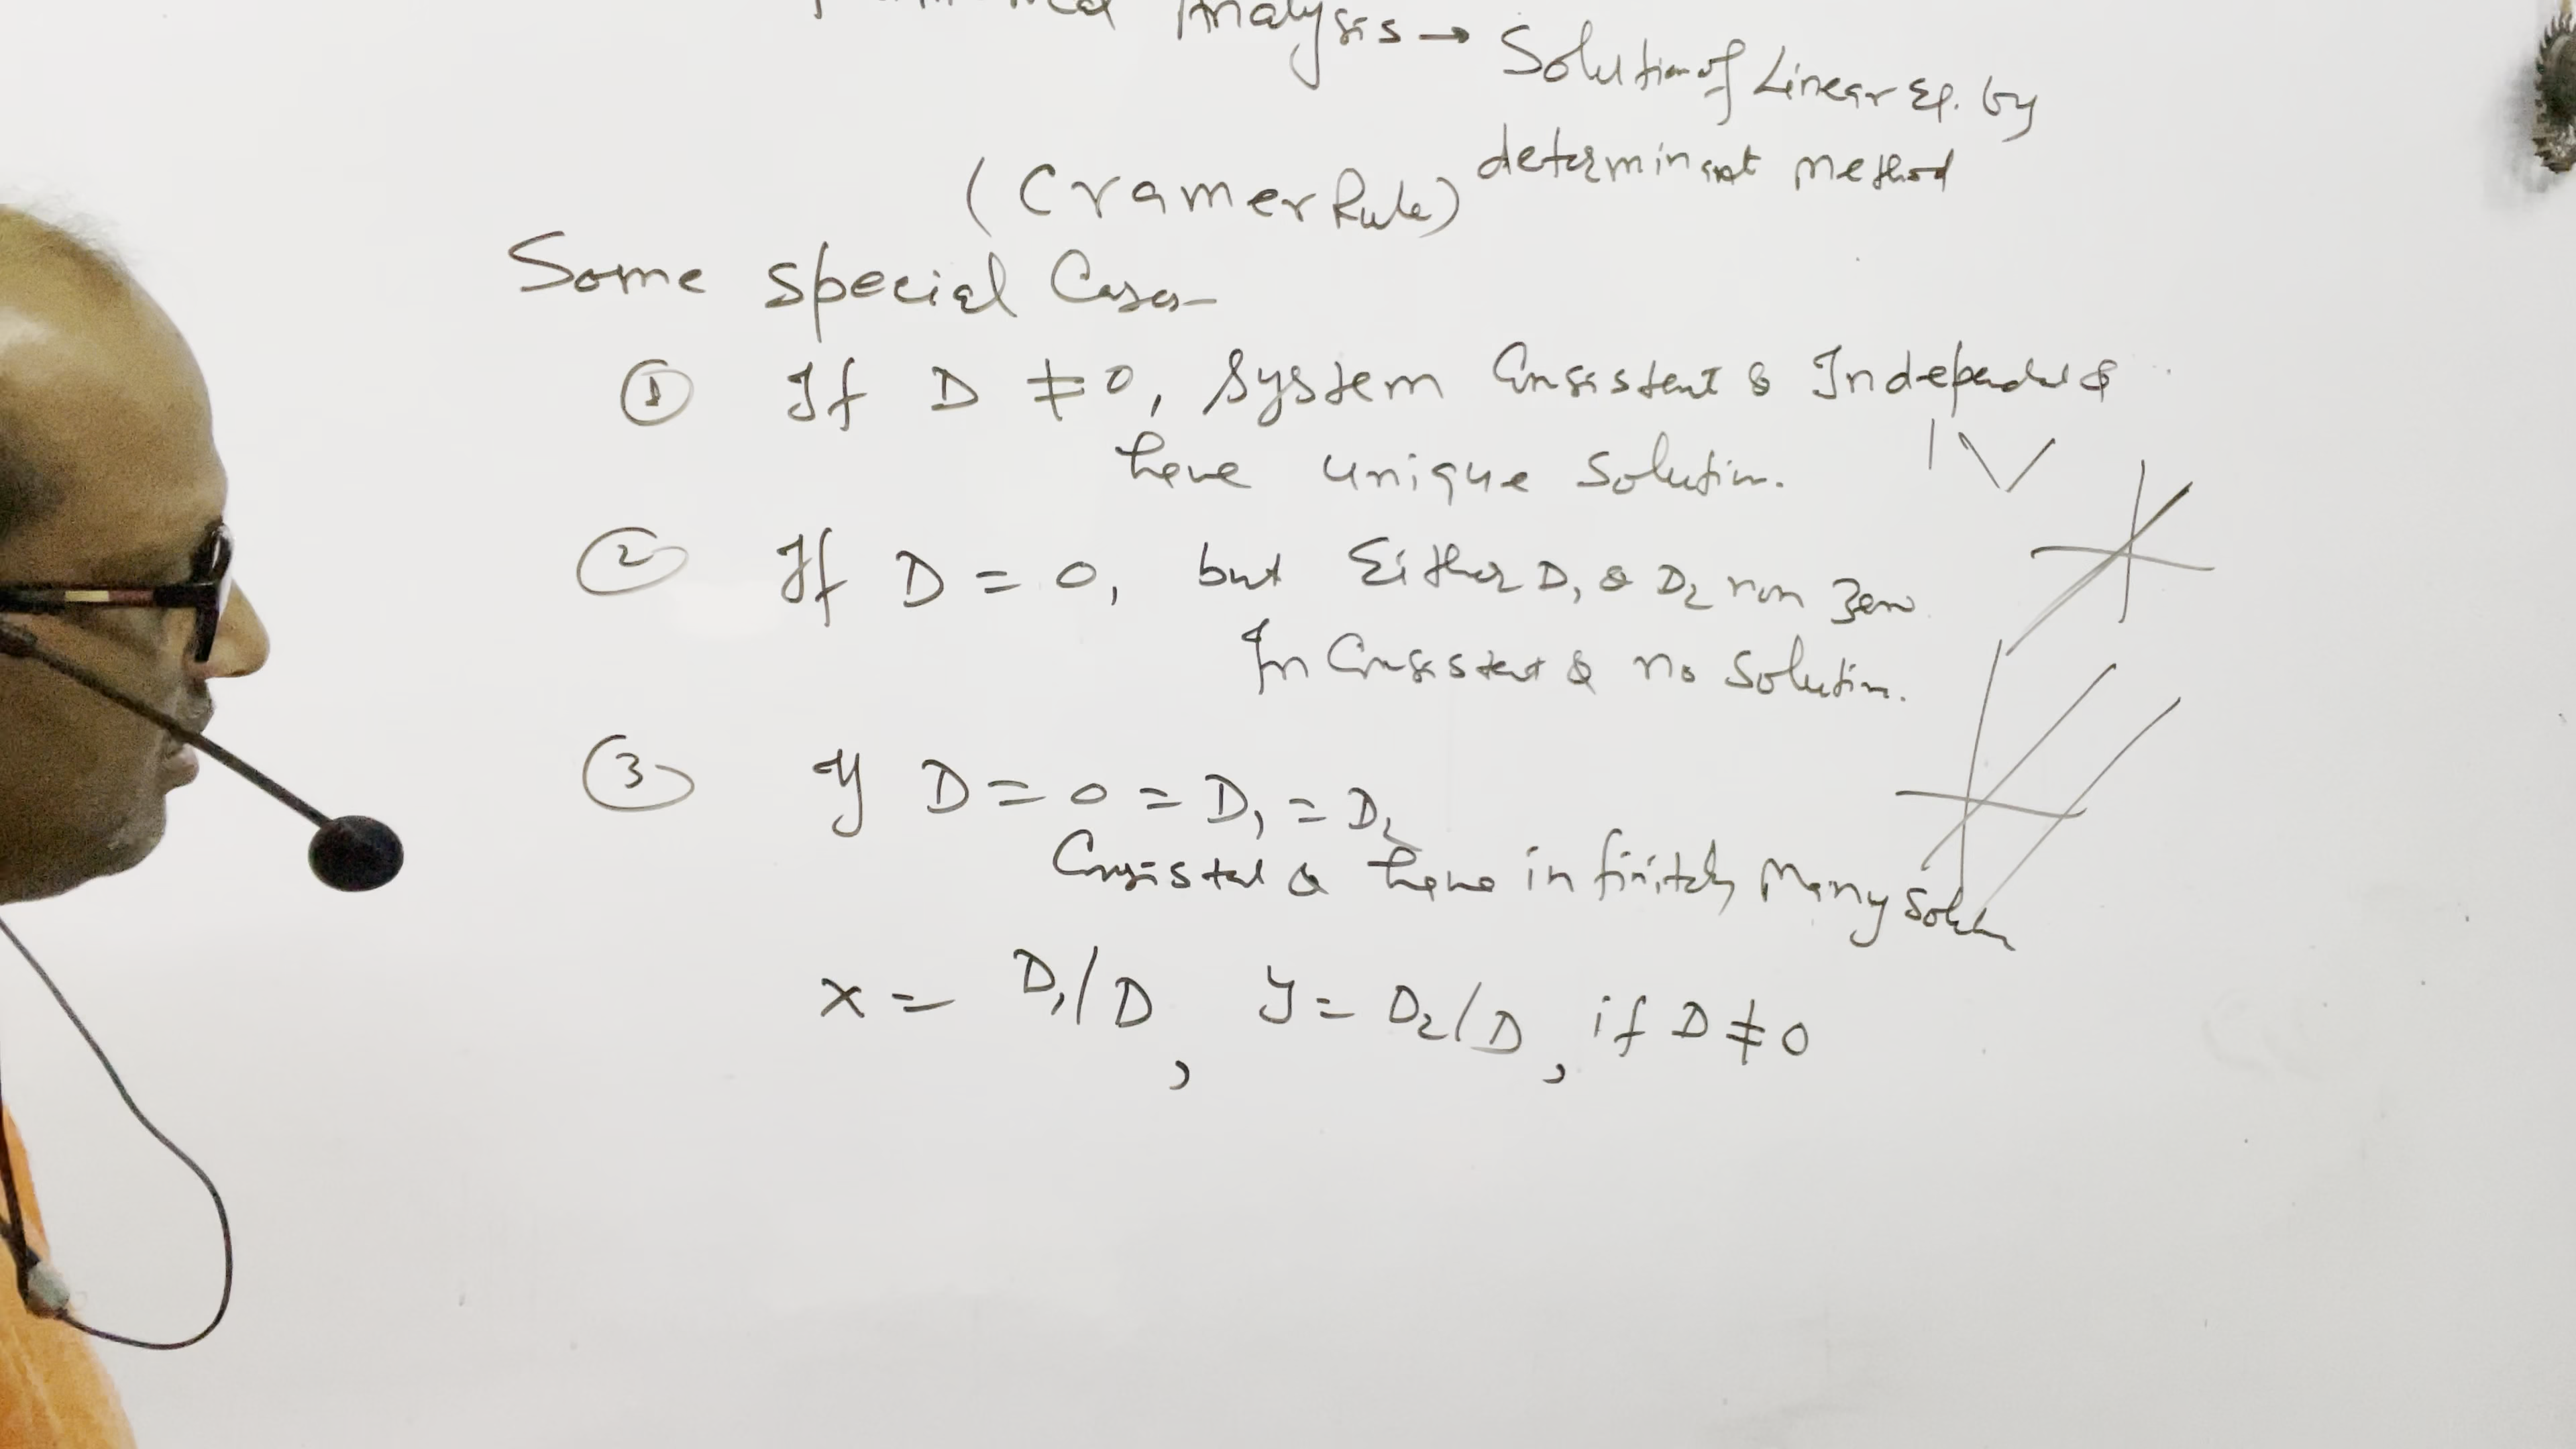 Analysis → Solution of Linear Eq. by
determinant method
(Cramer Rule)
Some special Cases-
① If D ≠ 0, System Consistent & Independent &
have unique solution.
② If D = 0, but Either D₁ & D₂ non zero
In Consistent & no solution.
③ If D = 0 = D₁ = D₂
Consistent & have infinitely Many Solution
x = D₁/D, y = D₂/D, if D ≠ 0